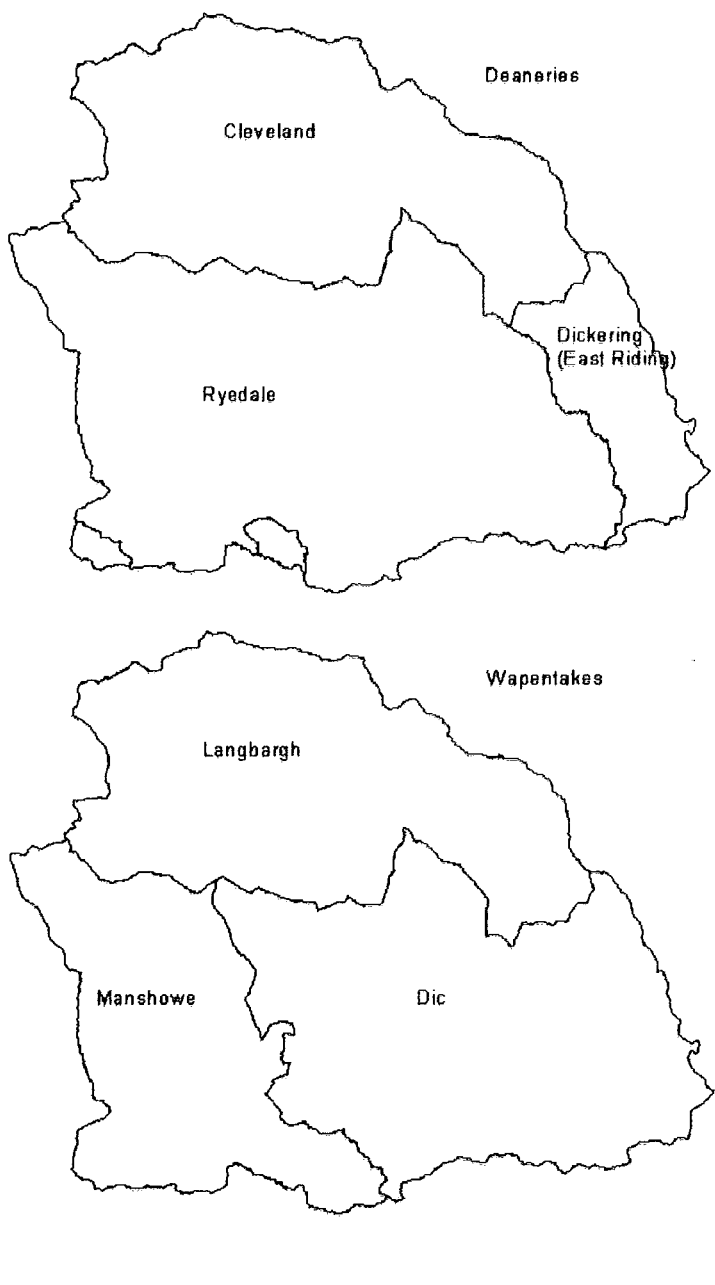 Deaneries
Cleveland
Dickering
(East Riding)
Ryedale
Wapentakes
Langbargh
Manshowe
Dic